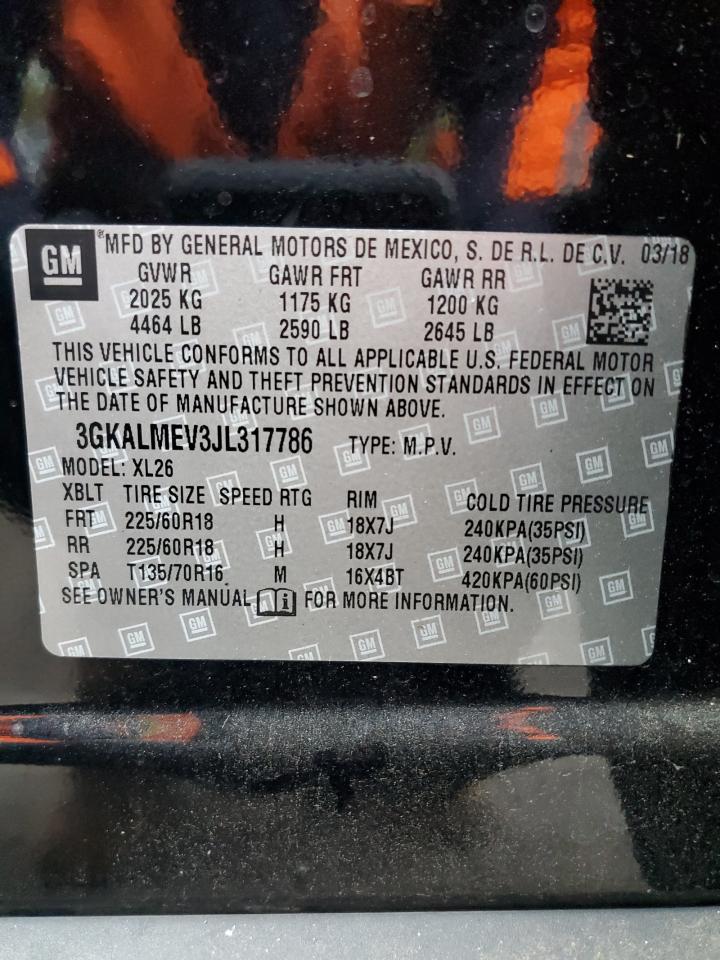 GM ®MFD BY GENERAL MOTORS DE MEXICO, S. DE R.L. DE C.V. 03/18
GVWR GAWR FRT GAWR RR
2025 KG 1175 KG 1200 KG
4464 LB 2590 LB 2645 LB
THIS VEHICLE CONFORMS TO ALL APPLICABLE U.S. FEDERAL MOTOR
VEHICLE SAFETY AND THEFT PREVENTION STANDARDS IN EFFECT ON
THE DATE OF MANUFACTURE SHOWN ABOVE.
3GKALMEV3JL317786 TYPE: M.P.V.
MODEL: XL26
XBLT TIRE SIZE SPEED RTG RIM COLD TIRE PRESSURE
FRT 225/60R18 H 18X7J 240KPA(35PSI)
RR 225/60R18 H 18X7J 240KPA(35PSI)
SPA T135/70R16 M 16X4BT 420KPA(60PSI)
SEE OWNER'S MANUAL i FOR MORE INFORMATION.